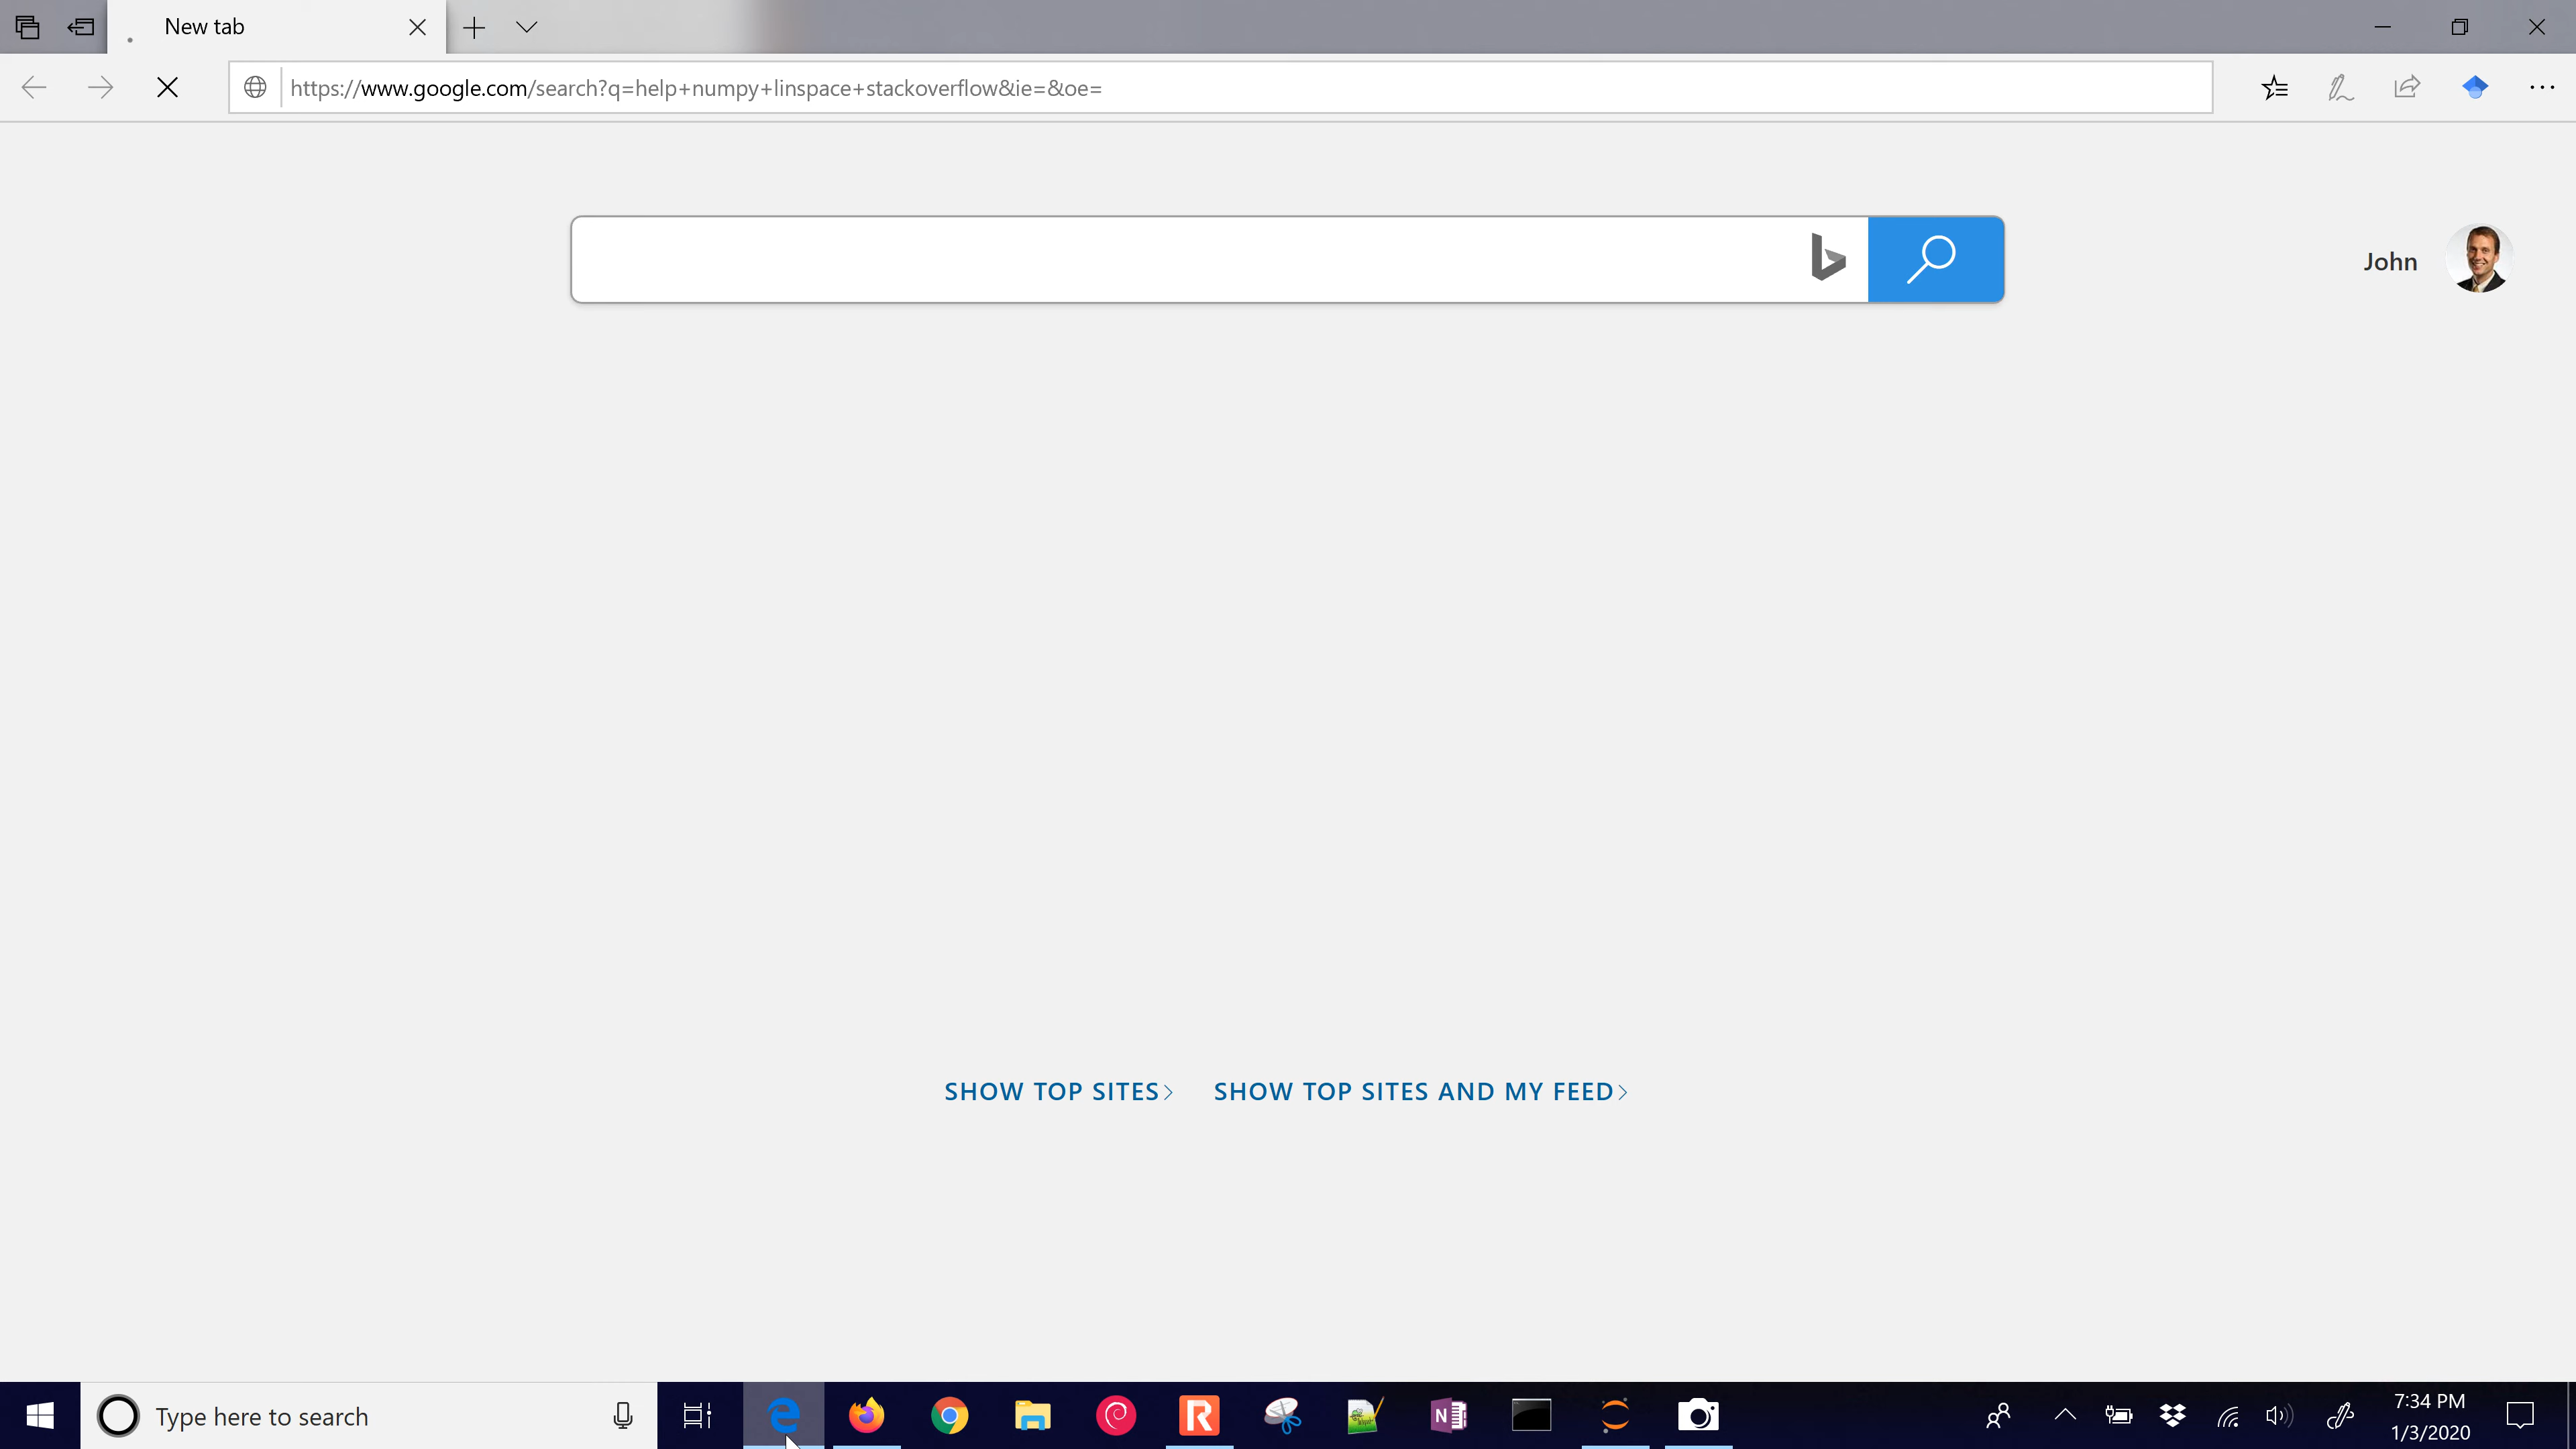 New tab
https://www.google.com/search?q=help+numpy+linspace+stackoverflow&ie=&oe=
John
SHOW TOP SITES SHOW TOP SITES AND MY FEED
Type here to search
7:34 PM
1/3/2020